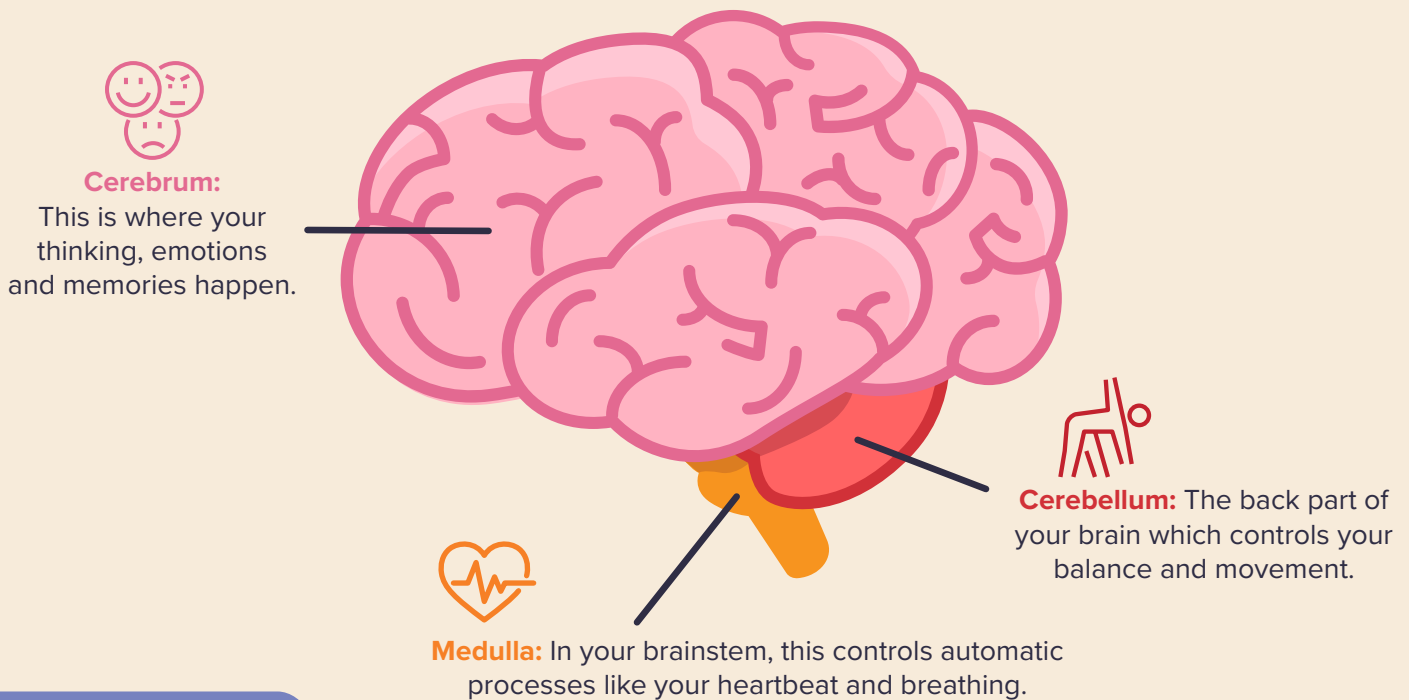 Cerebrum:
This is where your
thinking, emotions
and memories happen.
Cerebellum: The back part of
your brain which controls your
balance and movement.
Medulla: In your brainstem, this controls automatic
processes like your heartbeat and breathing.